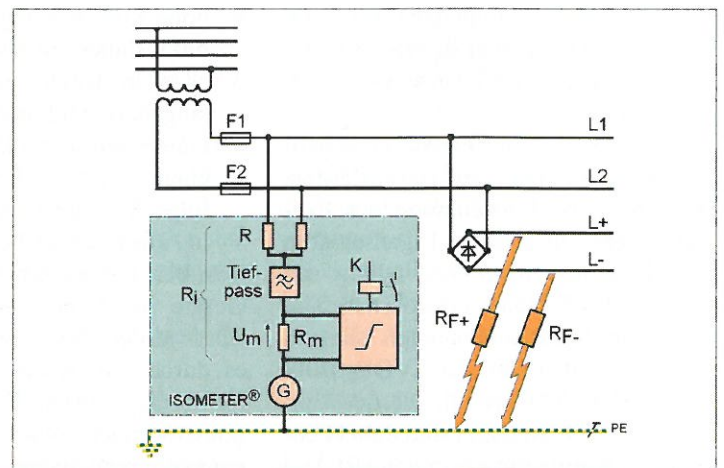 F1
L1
F2
L2
R
L+
K
Tief-
pass
L-
Ri
RF+
RF-
Um
Rm
G
ISOMETER®
PE